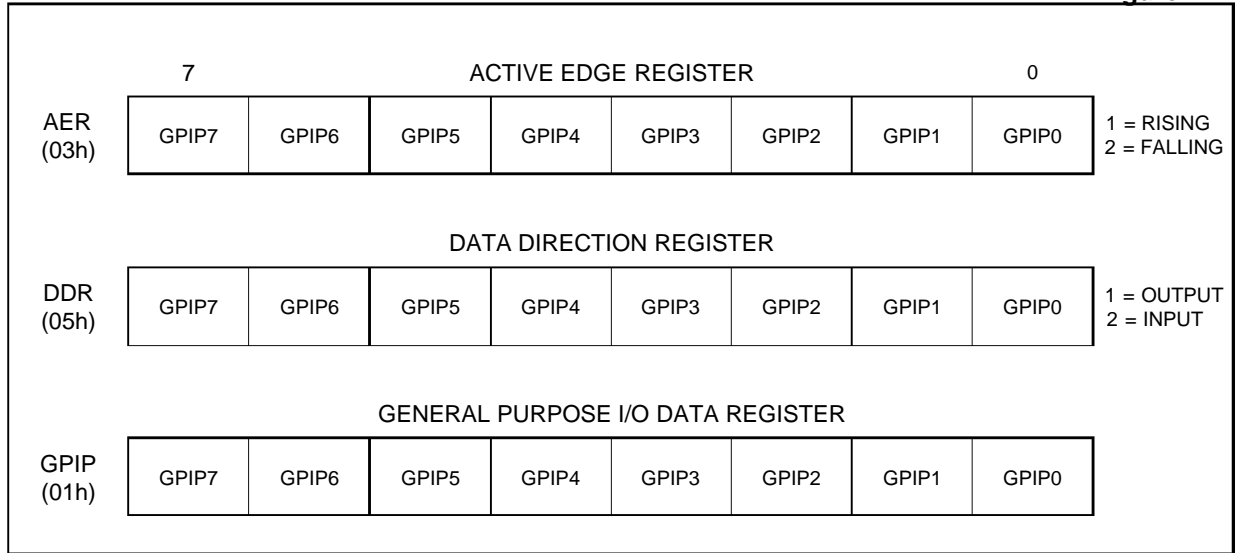 7 ACTIVE EDGE REGISTER 0
AER
(03h)
GPIP7 GPIP6 GPIP5 GPIP4 GPIP3 GPIP2 GPIP1 GPIP0
1 = RISING
2 = FALLING
DATA DIRECTION REGISTER
DDR
(05h)
GPIP7 GPIP6 GPIP5 GPIP4 GPIP3 GPIP2 GPIP1 GPIP0
1 = OUTPUT
2 = INPUT
GENERAL PURPOSE I/O DATA REGISTER
GPIP
(01h)
GPIP7 GPIP6 GPIP5 GPIP4 GPIP3 GPIP2 GPIP1 GPIP0